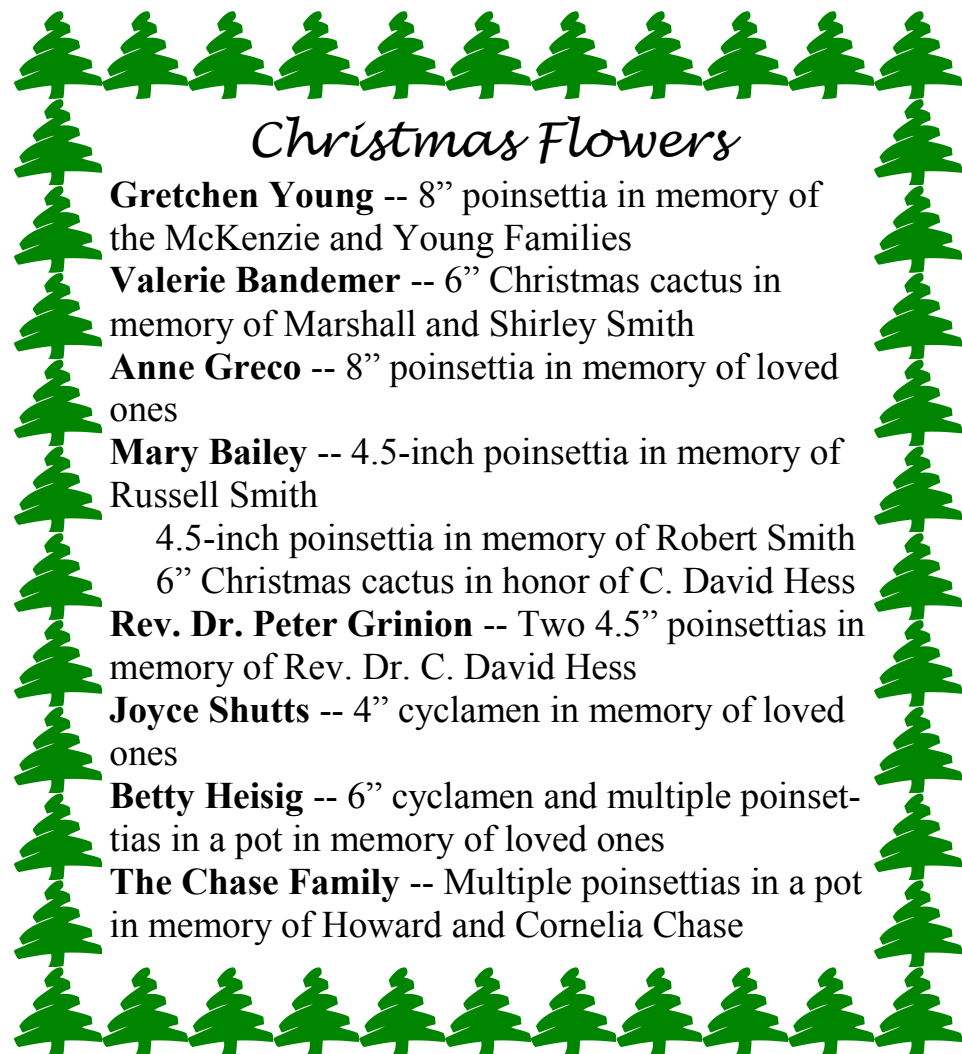 Christmas Flowers
Gretchen Young -- 8” poinsettia in memory of
the McKenzie and Young Families
Valerie Bandemer -- 6” Christmas cactus in
memory of Marshall and Shirley Smith
Anne Greco -- 8” poinsettia in memory of loved
ones
Mary Bailey -- 4.5-inch poinsettia in memory of
Russell Smith
4.5-inch poinsettia in memory of Robert Smith
6” Christmas cactus in honor of C. David Hess
Rev. Dr. Peter Grinion -- Two 4.5” poinsettias in
memory of Rev. Dr. C. David Hess
Joyce Shutts -- 4” cyclamen in memory of loved
ones
Betty Heisig -- 6” cyclamen and multiple poinset-
tias in a pot in memory of loved ones
The Chase Family -- Multiple poinsettias in a pot
in memory of Howard and Cornelia Chase